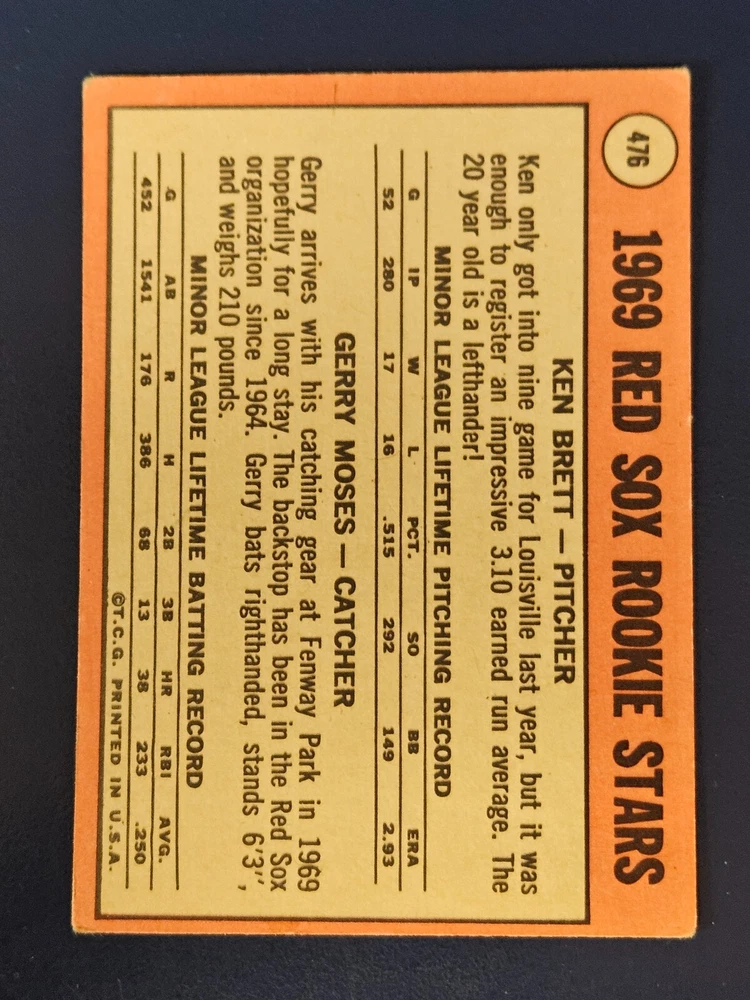 476
1969 RED SOX ROOKIE STARS
KEN BRETT — PITCHER
Ken only got into nine game for Louisville last year, but it was
enough to register an impressive 3.10 earned run average. The
20 year old is a lefthander!
MINOR LEAGUE LIFETIME PITCHING RECORD
G IP W L PCT. SO BB ERA
52 280 17 16 .515 292 149 2.93
GERRY MOSES — CATCHER
Gerry arrives with his catching gear at Fenway Park in 1969
hopefully for a long stay. The backstop has been in the Red Sox
organization since 1964. Gerry bats righthanded, stands 6'3",
and weighs 210 pounds.
MINOR LEAGUE LIFETIME BATTING RECORD
G AB R H 2B 3B HR RBI AVG.
452 1541 176 386 68 13 38 233 .250
©T.C.G. PRINTED IN U.S.A.